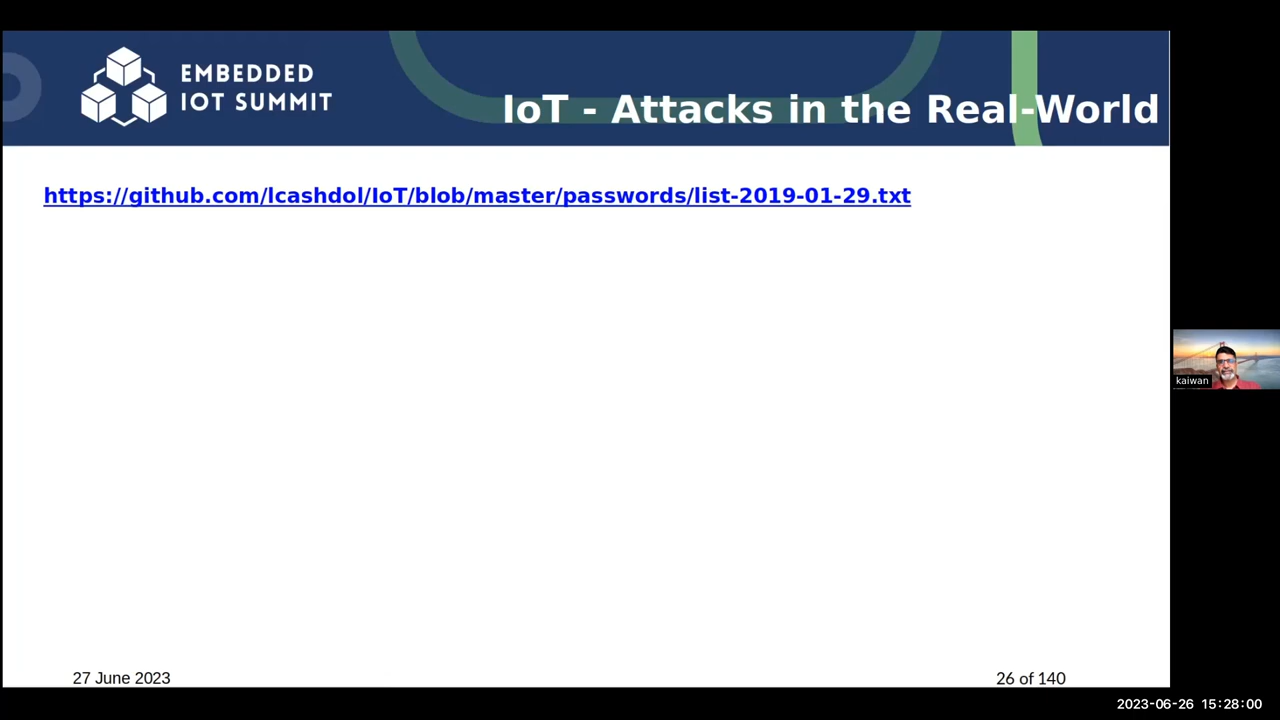 EMBEDDED
IOT SUMMIT
IoT - Attacks in the Real-World
https://github.com/lcashdol/IoT/blob/master/passwords/list-2019-01-29.txt
kaiwan
27 June 2023
26 of 140
2023-06-26 15:28:00